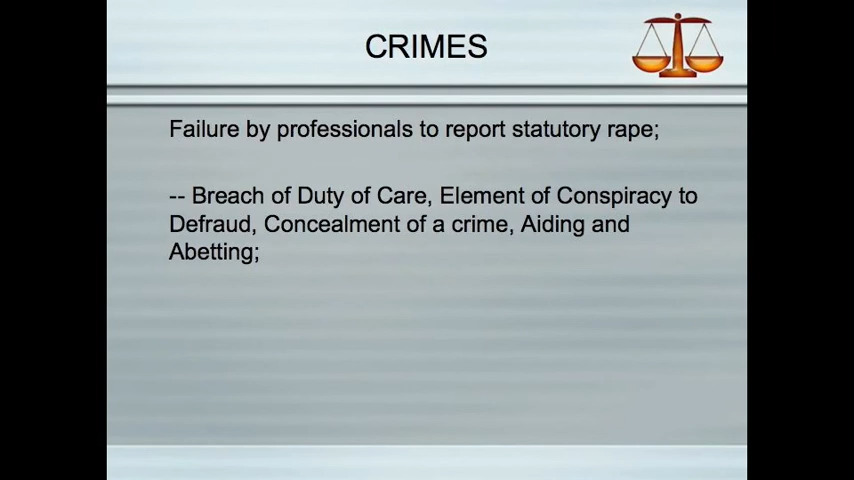 CRIMES
Failure by professionals to report statutory rape;
-- Breach of Duty of Care, Element of Conspiracy to
Defraud, Concealment of a crime, Aiding and
Abetting;